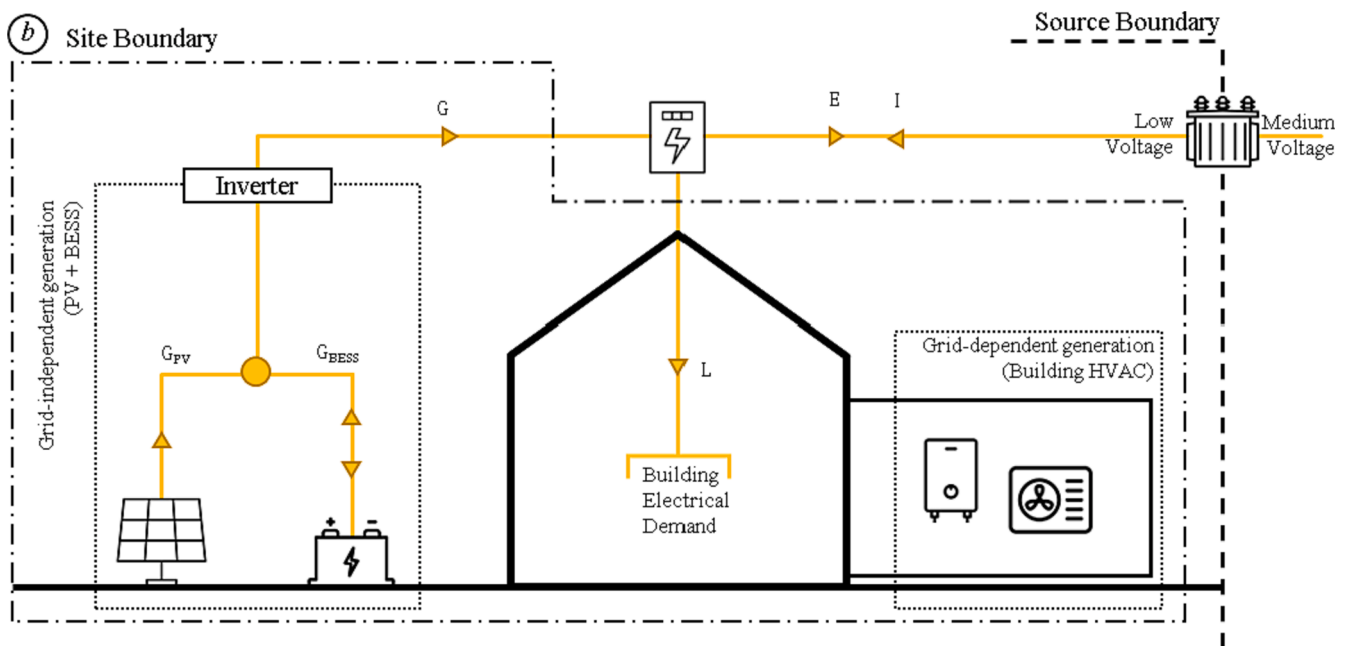 b
Site Boundary
Source Boundary
G
E
I
Low
Voltage
Medium
Voltage
Inverter
Grid-independent generation
(PV + BESS)
GPV
GBESS
L
Building
Electrical
Demand
Grid-dependent generation
(Building HVAC)
+
-